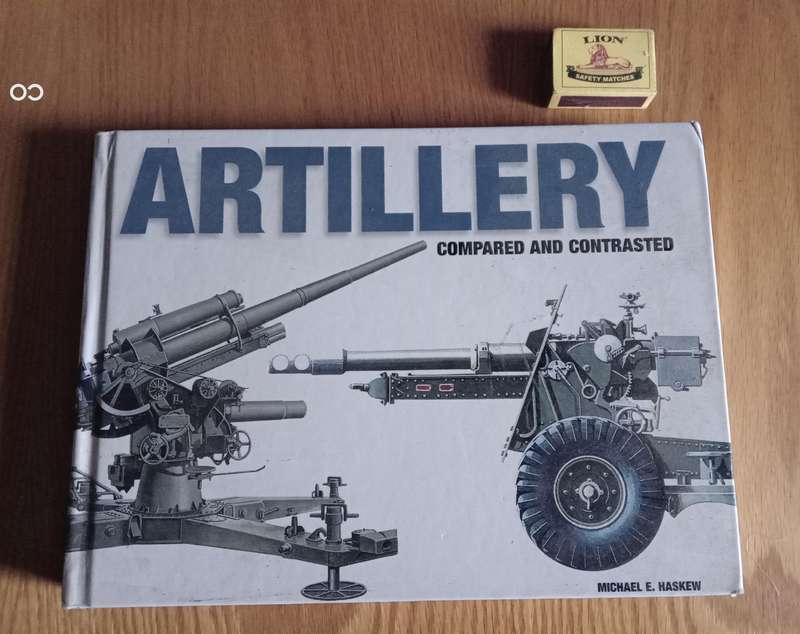 LION
SAFETY MATCHES
ARTILLERY
COMPARED AND CONTRASTED
MICHAEL E. HASKEW